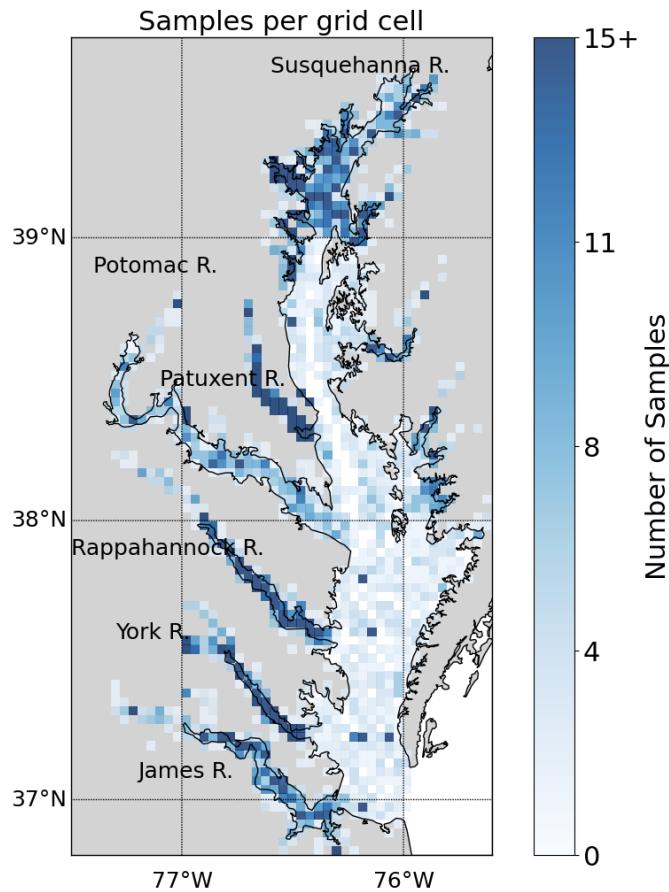 Samples per grid cell
Susquehanna R.
Potomac R.
Patuxent R.
Rappahannock R.
York R.
James R.
39°N
38°N
37°N
77°W
76°W
15+
11
8
4
0
Number of Samples